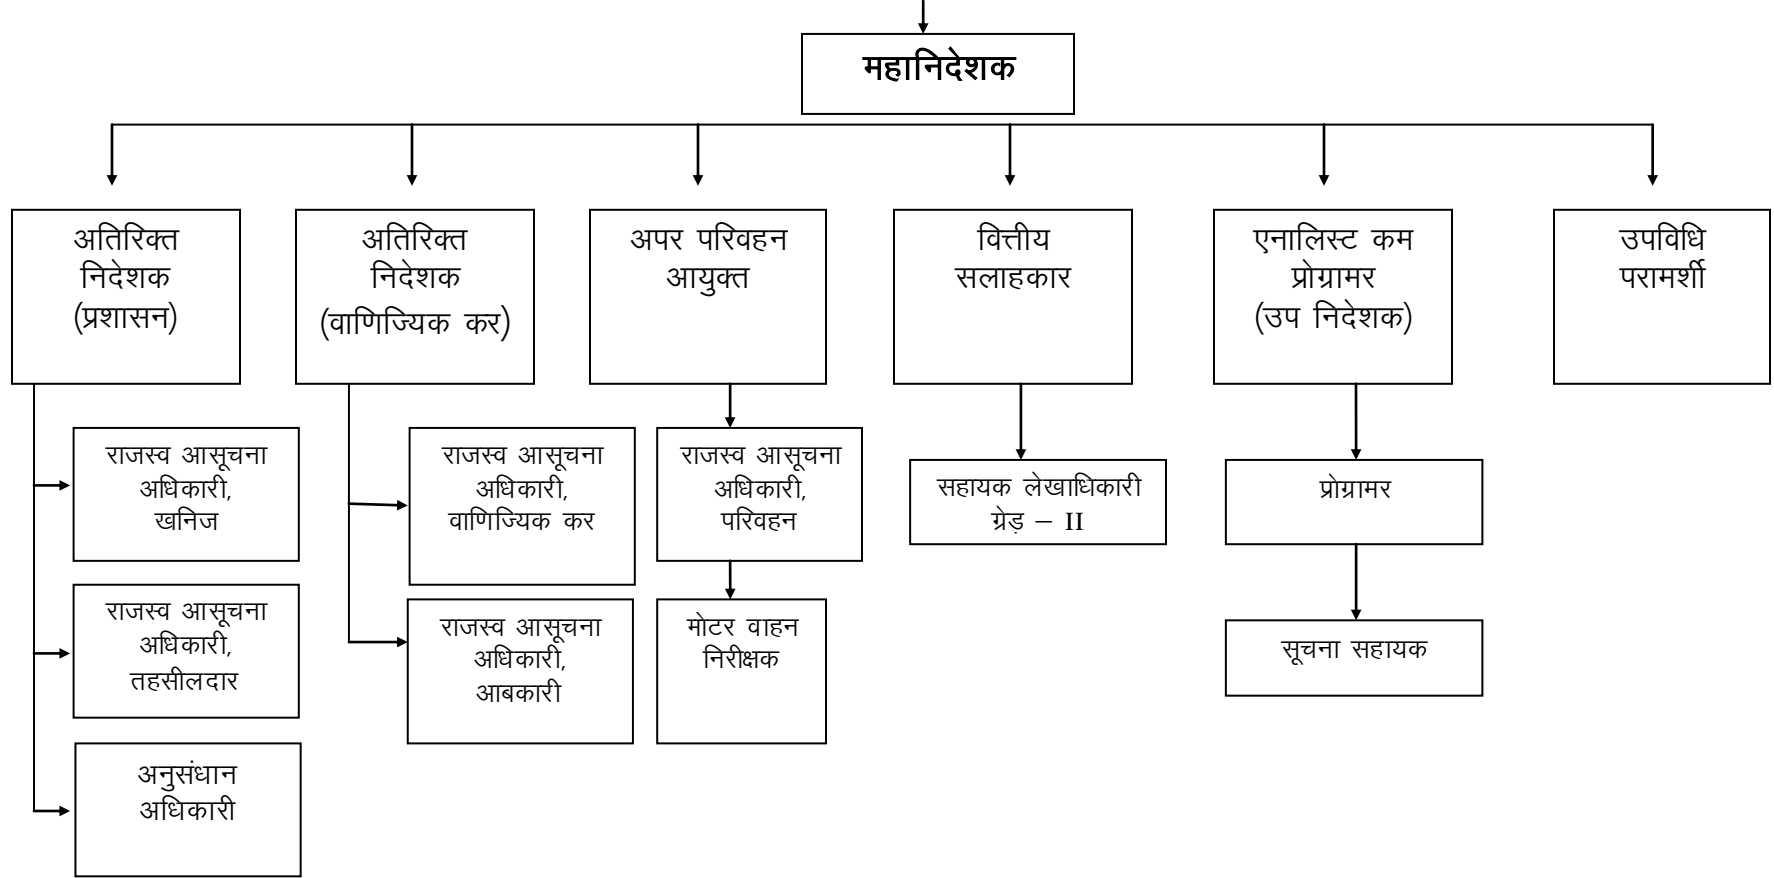 महानिदेशक
अतिरिक्त
निदेशक
(प्रशासन)
अतिरिक्त
निदेशक
(वाणिज्यिक कर)
अपर परिवहन
आयुक्त
वित्तीय
सलाहकार
एनालिस्ट कम
प्रोग्रामर
(उप निदेशक)
उपविधि
परामर्शी
राजस्व आसूचना
अधिकारी,
खनिज
राजस्व आसूचना
अधिकारी,
वाणिज्यिक कर
राजस्व आसूचना
अधिकारी,
परिवहन
सहायक लेखाधिकारी
ग्रेड़ – II
प्रोग्रामर
राजस्व आसूचना
अधिकारी,
तहसीलदार
राजस्व आसूचना
अधिकारी,
आबकारी
मोटर वाहन
निरीक्षक
सूचना सहायक
अनुसंधान
अधिकारी